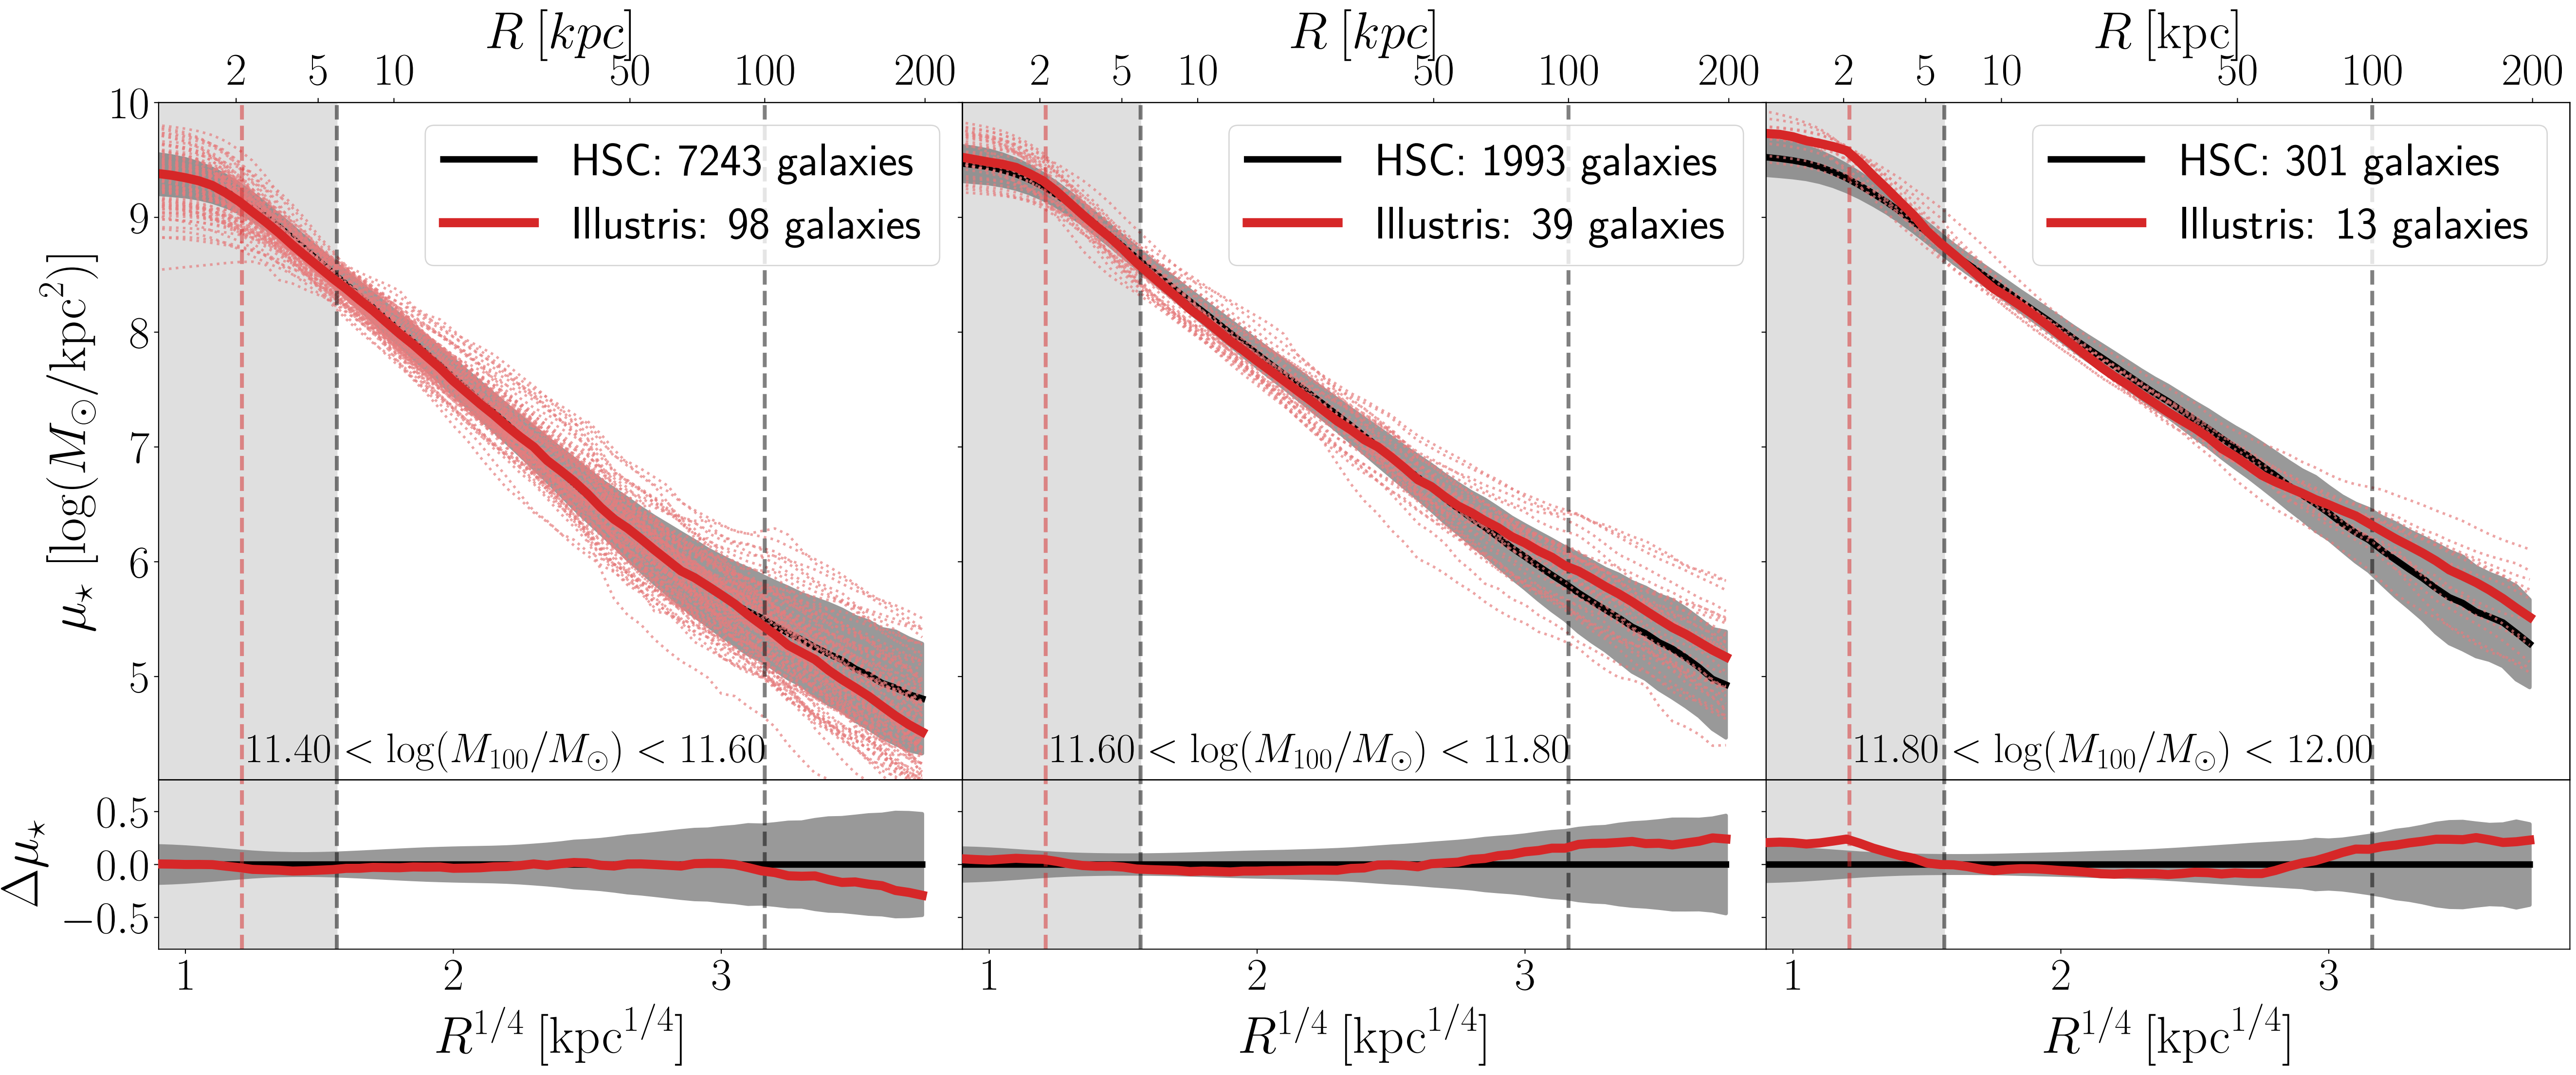 R [kpc] R [kpc] R [kpc]
2 5 10 50 100 200 2 5 10 50 100 200 2 5 10 50 100 200
10
9
8
7
6
5
μ⋆ [log(M⊙/kpc²)]
HSC: 7243 galaxies
Illustris: 98 galaxies
11.40 < log(M₁₀₀/M⊙) < 11.60
HSC: 1993 galaxies
Illustris: 39 galaxies
11.60 < log(M₁₀₀/M⊙) < 11.80
HSC: 301 galaxies
Illustris: 13 galaxies
11.80 < log(M₁₀₀/M⊙) < 12.00
Δμ⋆
0.5
0.0
−0.5
1 2 3 1 2 3 1 2 3
R^{1/4} [kpc^{1/4}] R^{1/4} [kpc^{1/4}] R^{1/4} [kpc^{1/4}]